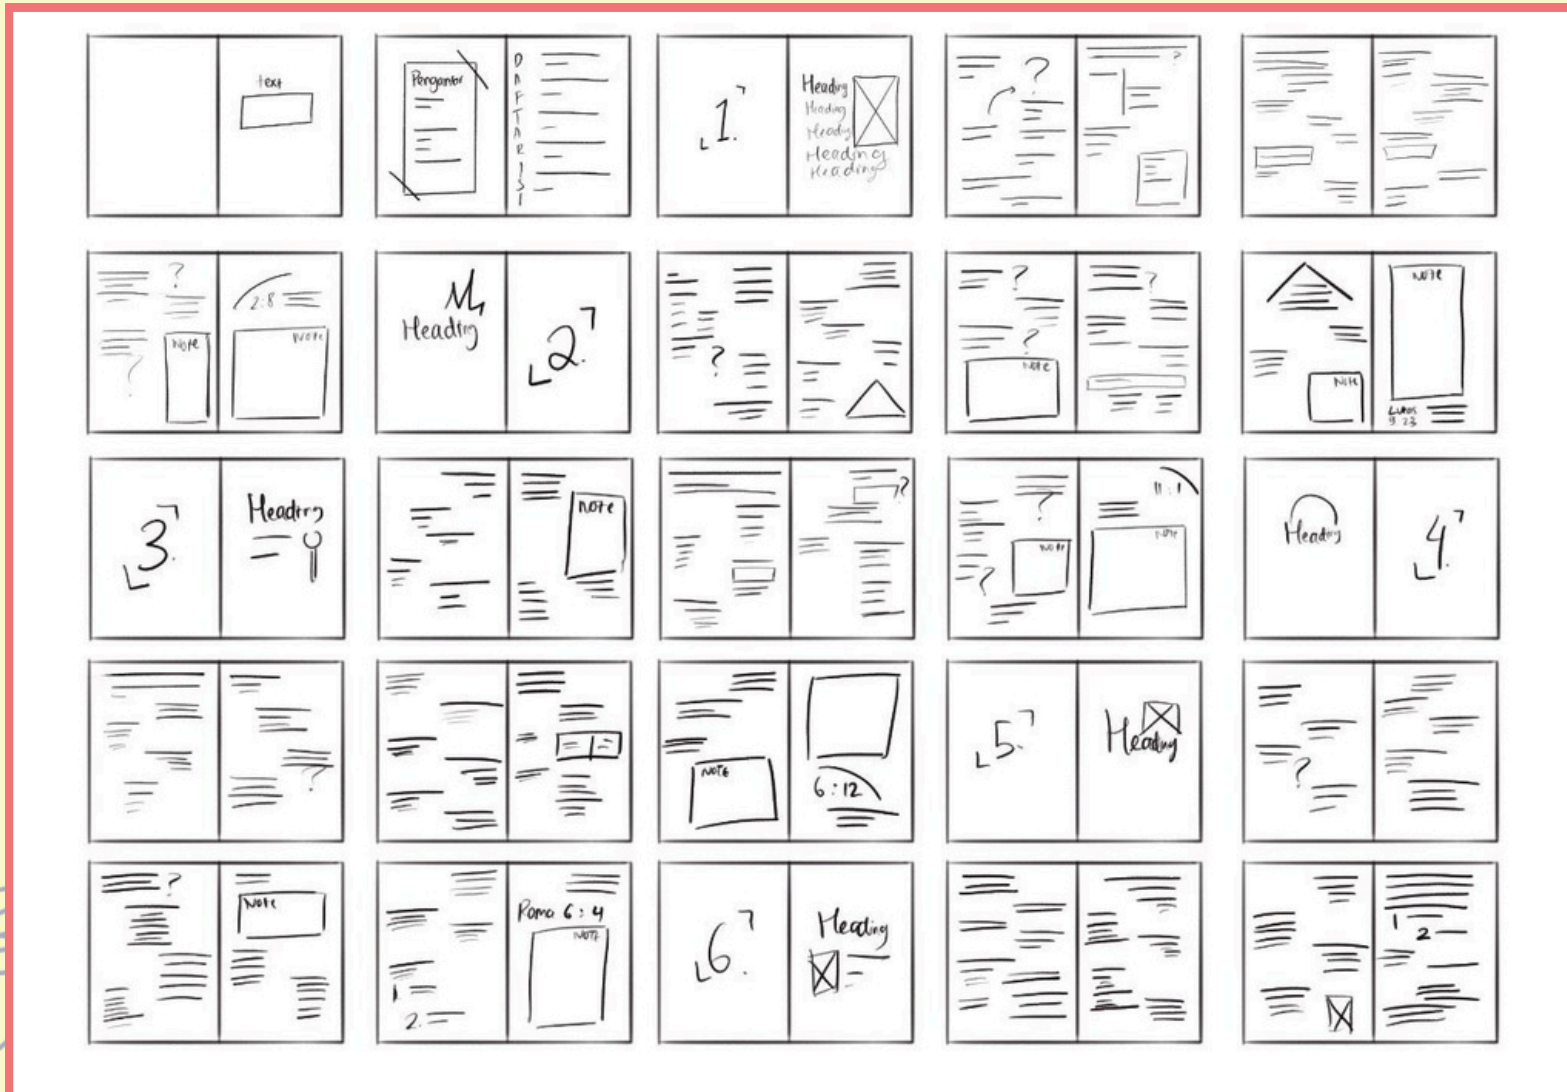 text
Pengantar
DAFTAR ISI
1.
Heading
Heading
Heading
Heading
Heading
?
?
?
2:8
?
NOTE
NOTE
Heading
2.
?
?
?
?
NOTE
NOTE
NOTE
Lukas
9:23
3.
Heading
NOTE
?
?
11:1
?
NOTE
NOTE
Heading
4.
?
NOTE
6:12
5.
Heading
?
?
NOTE
Roma 6:4
NOTE
1.
2.
6.
Heading
1
2